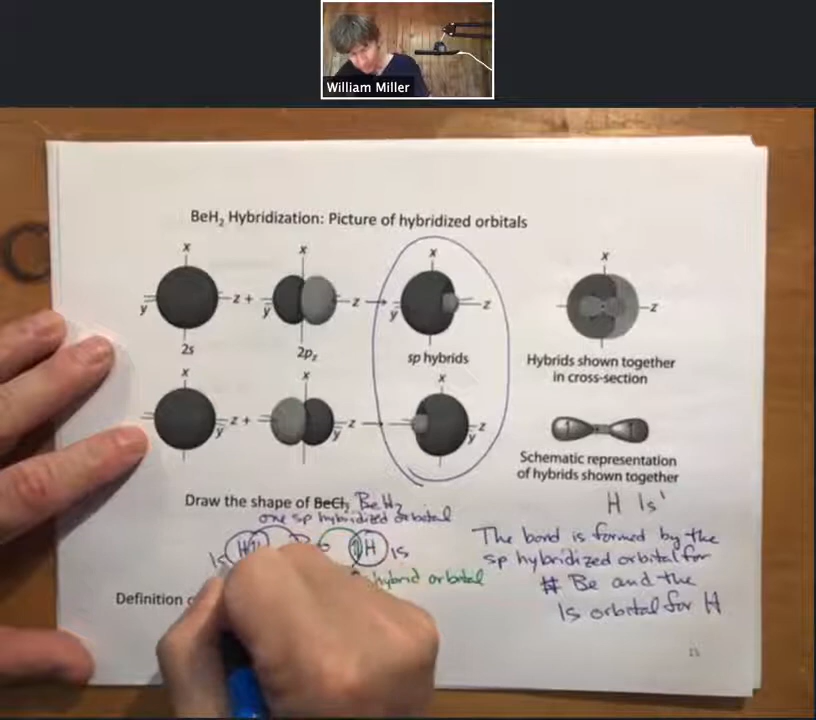 William Miller
BeH₂ Hybridization: Picture of hybridized orbitals
x x x x
y z + y z y z z
2s 2pz sp hybrids Hybrids shown together
in cross-section
x x x
z + z z
y y y
Schematic representation
of hybrids shown together
H 1s¹
Draw the shape of BeCl₂ BeH₂
one sp hybridized orbital
The bond is formed by the
1s H H 1s
sp hybridized orbital for
hybrid orbital
Be and the
Definition
1s orbital for H